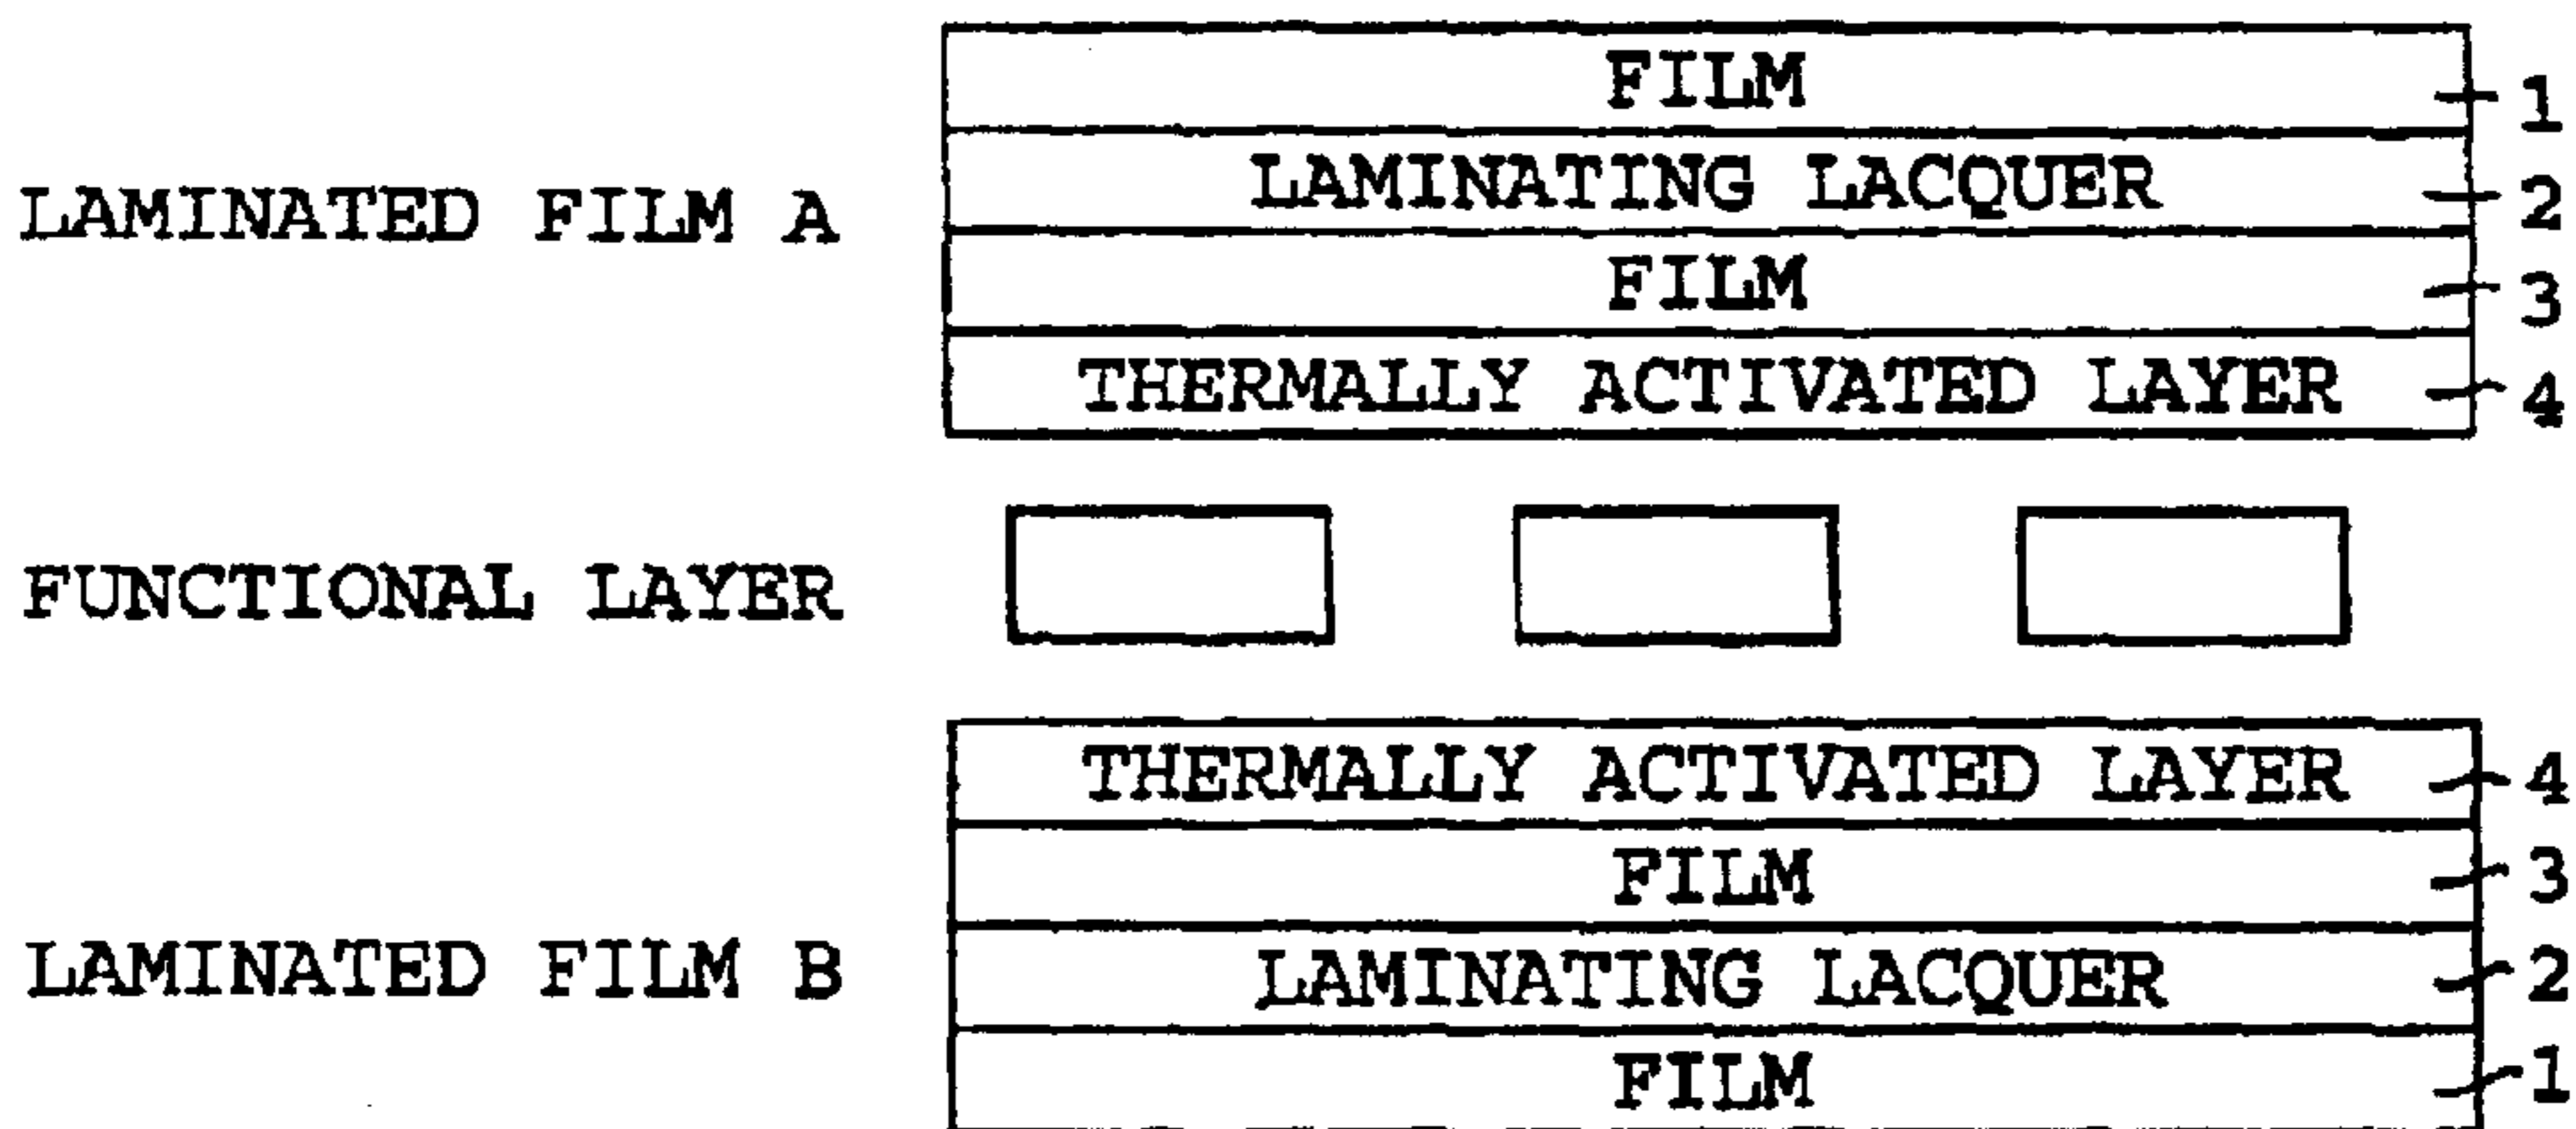 FILM 1
LAMINATING LACQUER 2
LAMINATED FILM A
FILM 3
THERMALLY ACTIVATED LAYER 4
FUNCTIONAL LAYER
THERMALLY ACTIVATED LAYER 4
FILM 3
LAMINATED FILM B
LAMINATING LACQUER 2
FILM 1